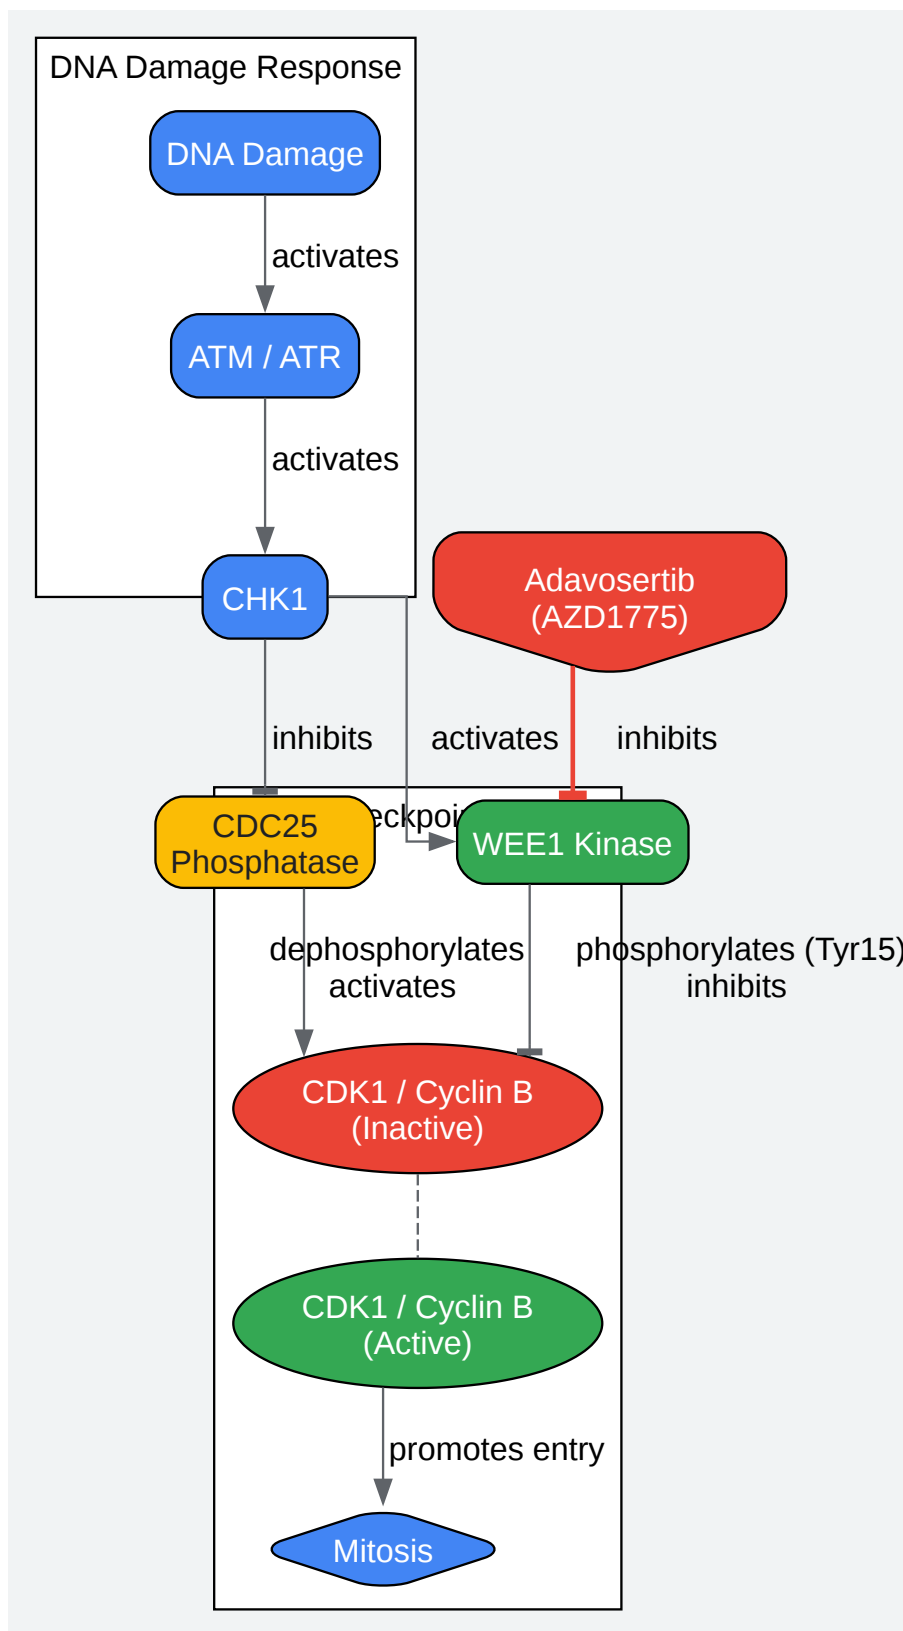 DNA Damage Response
DNA Damage
activates
ATM / ATR
activates
CHK1
Adavosertib
(AZD1775)
inhibits
activates
inhibits
CDC25
Phosphatase
WEE1 Kinase
dephosphorylates
activates
phosphorylates (Tyr15)
inhibits
CDK1 / Cyclin B
(Inactive)
CDK1 / Cyclin B
(Active)
promotes entry
Mitosis